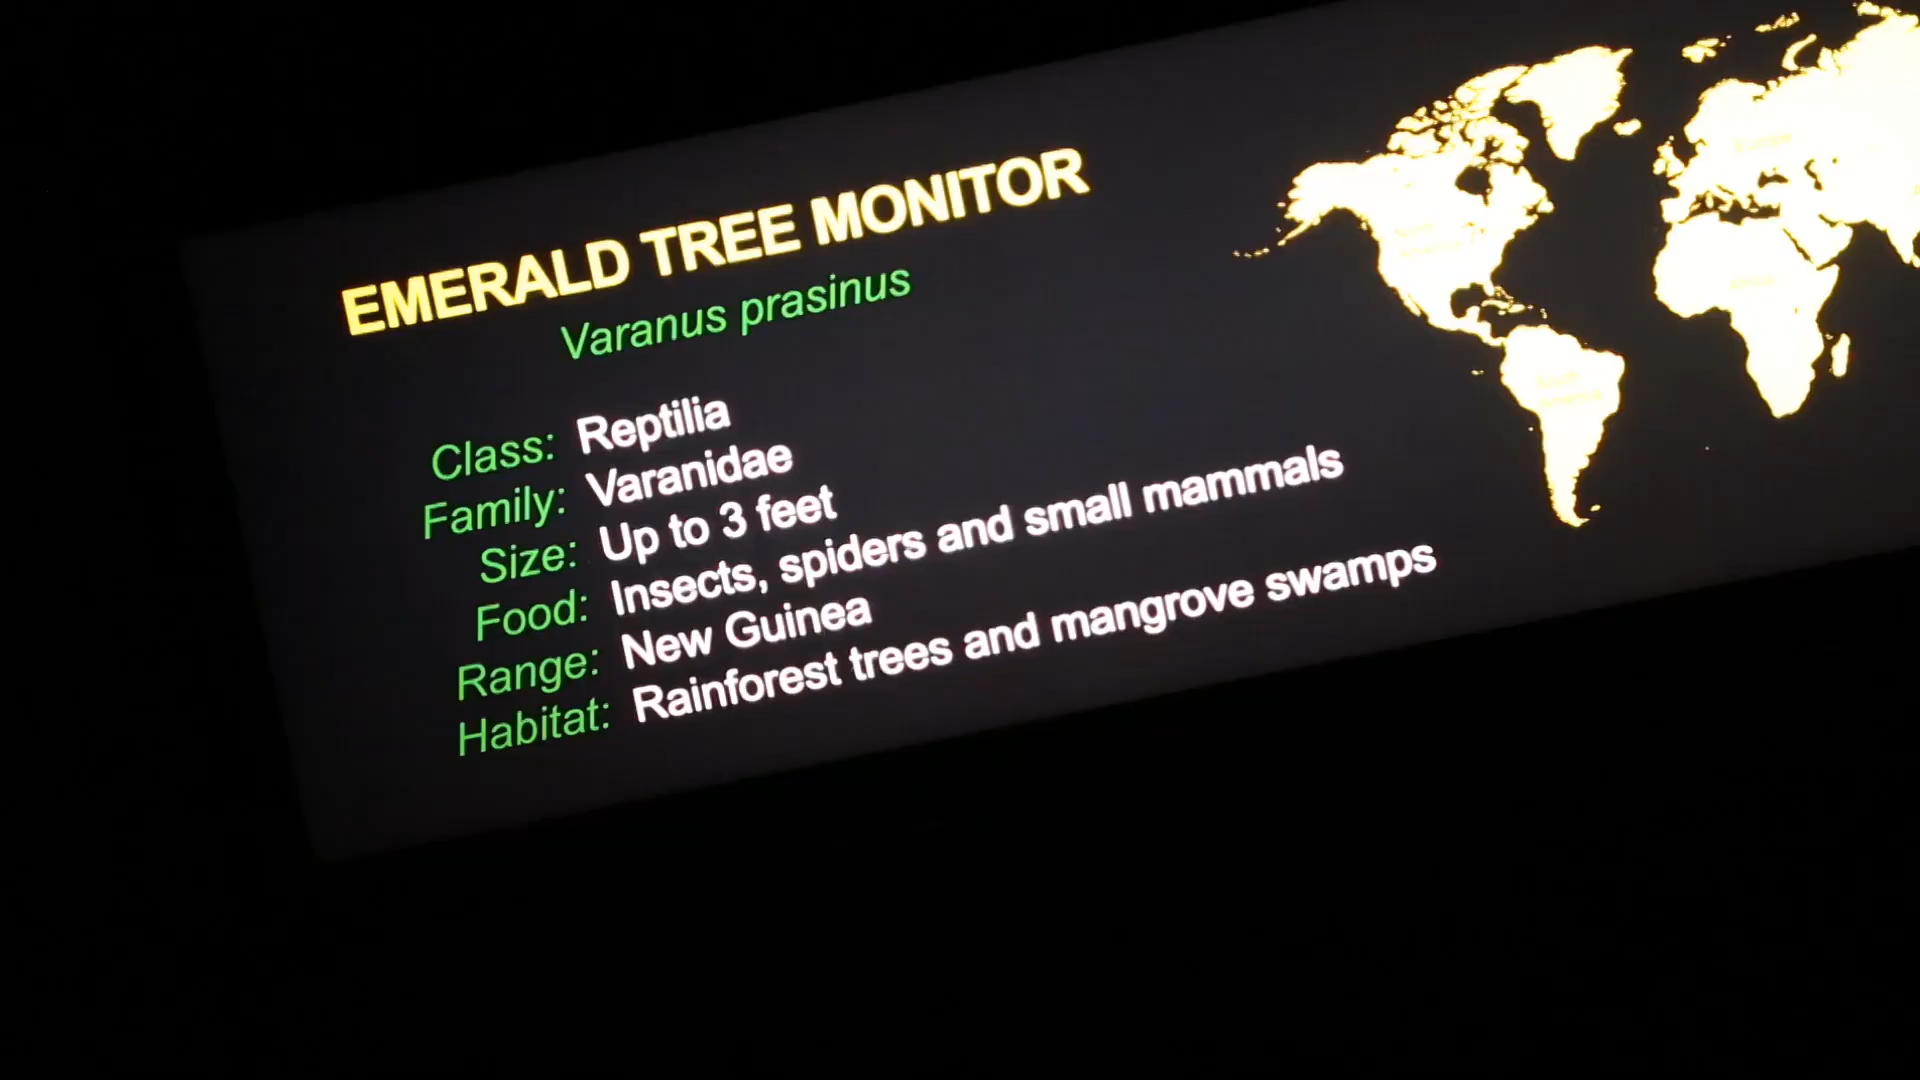 EMERALD TREE MONITOR
Varanus prasinus
Class: Reptilia
Family: Varanidae
Size: Up to 3 feet
Food: Insects, spiders and small mammals
Range: New Guinea
Habitat: Rainforest trees and mangrove swamps